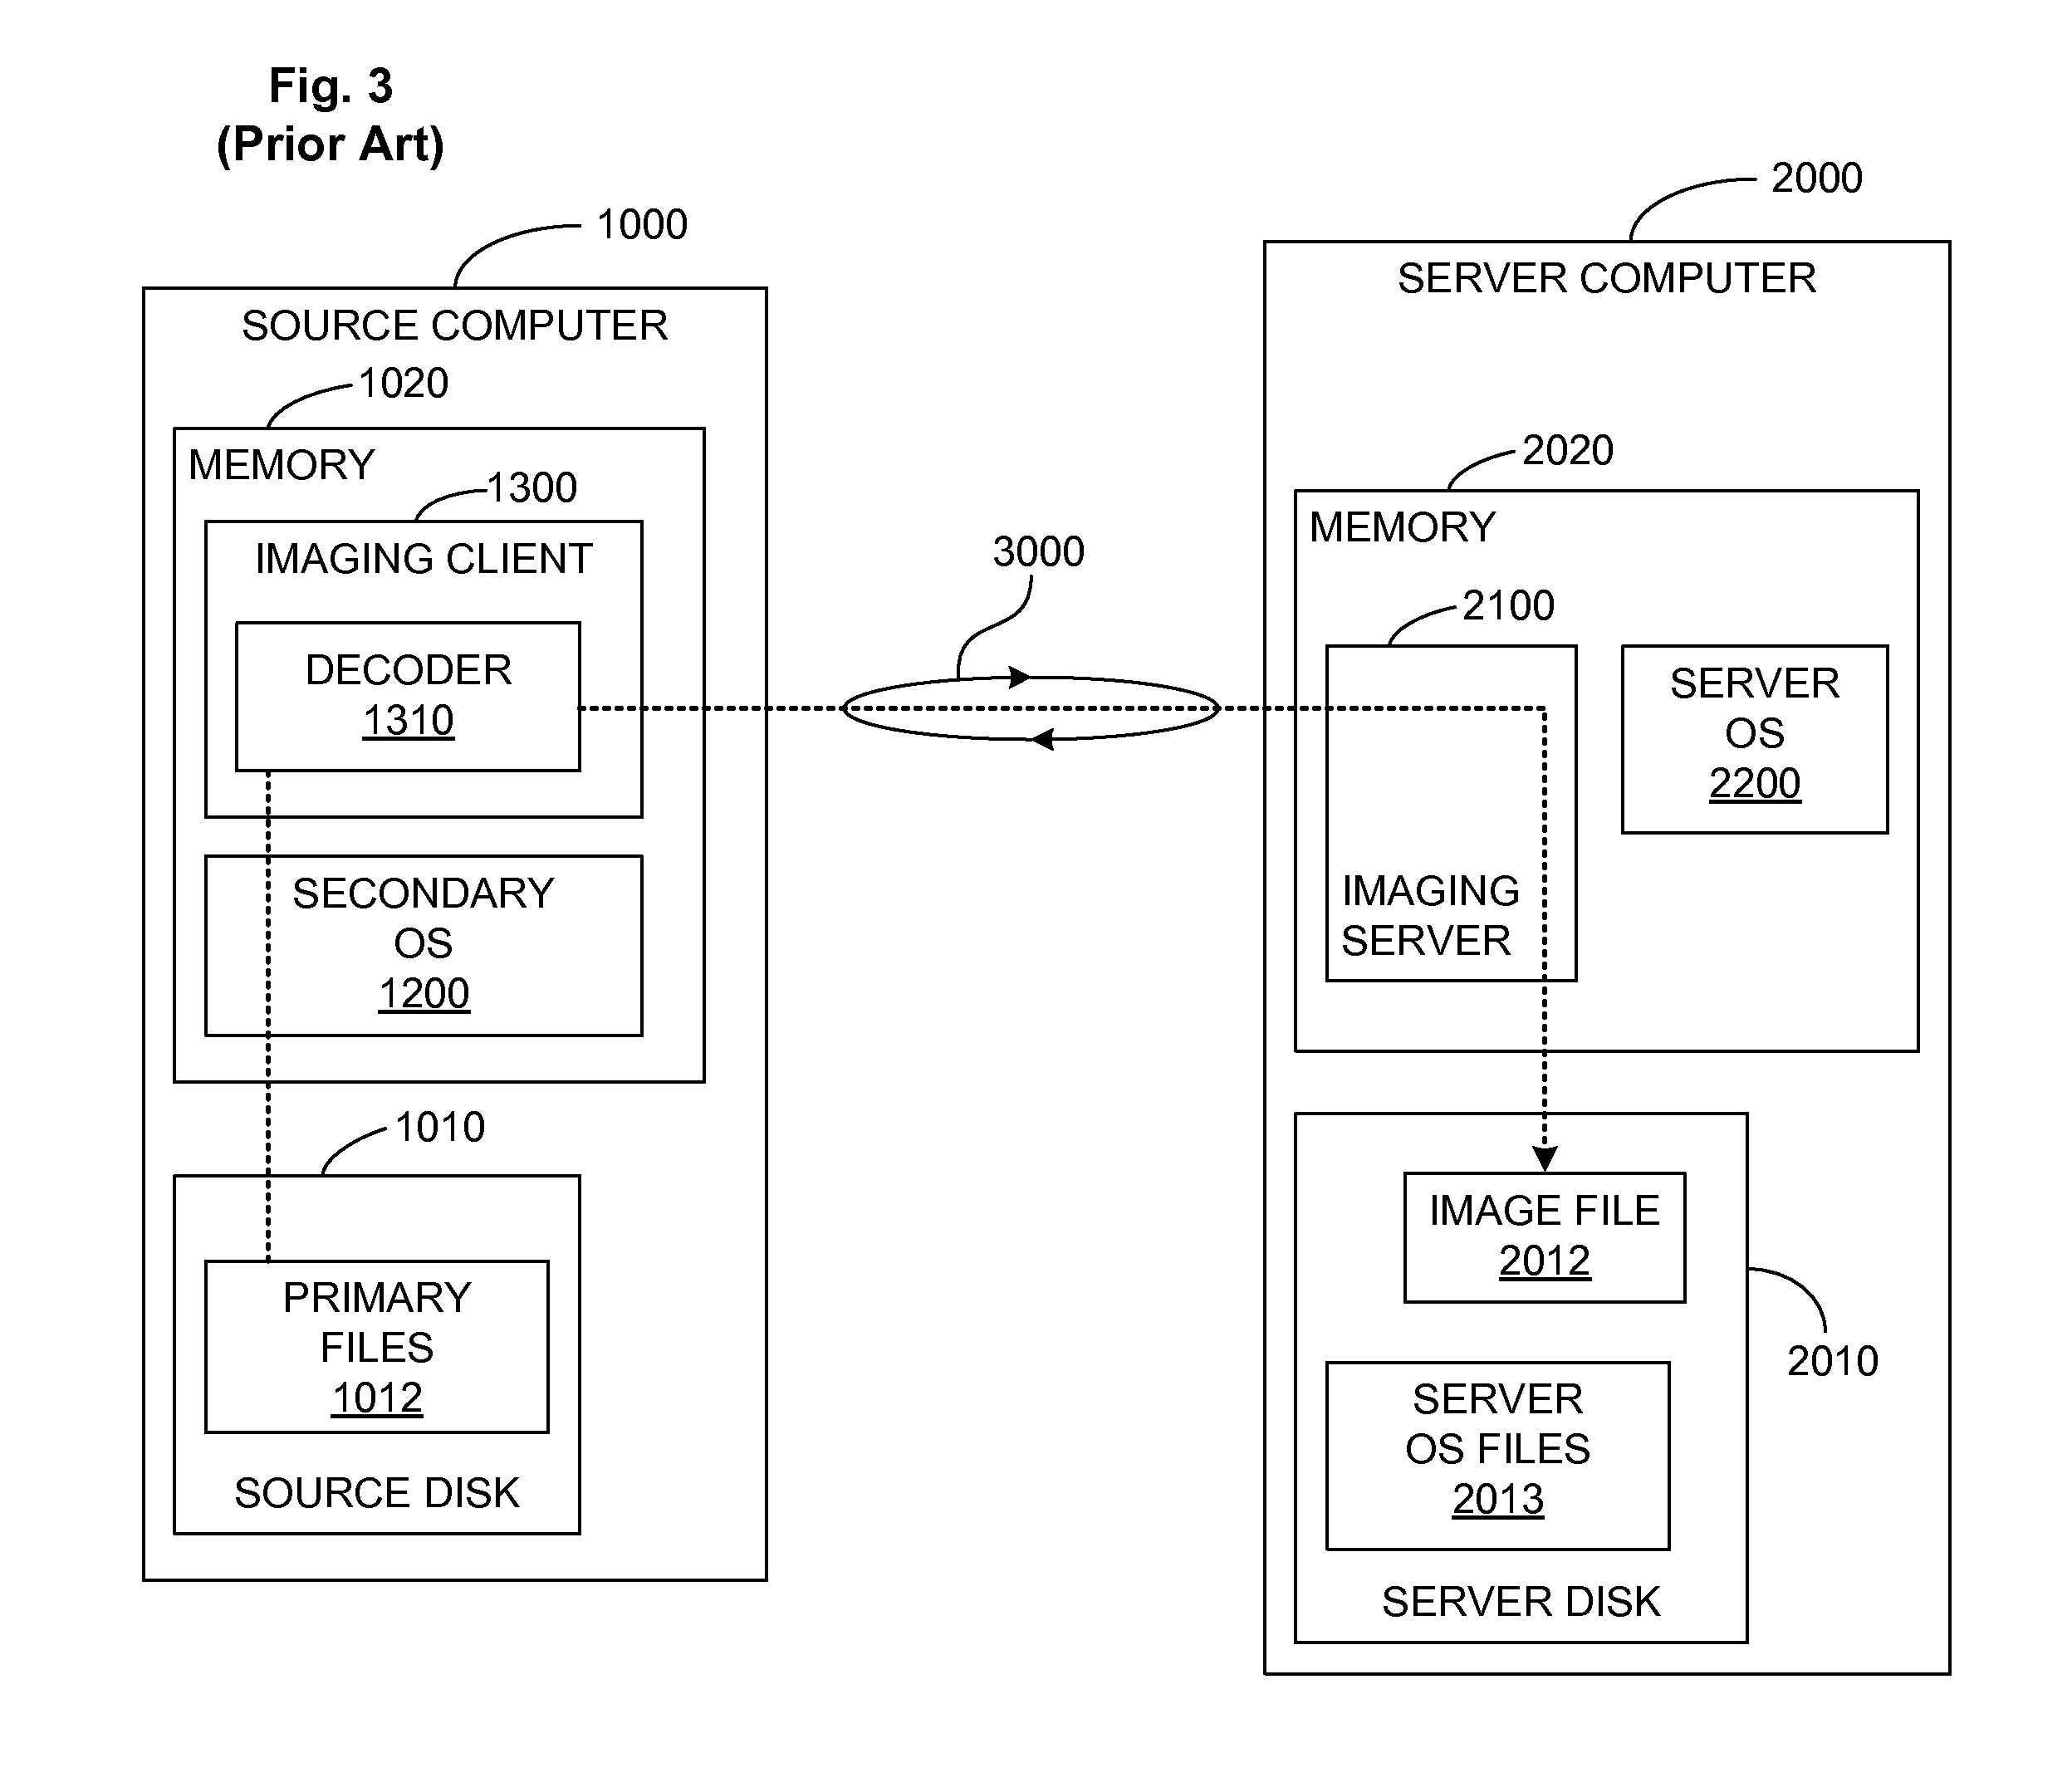 Fig. 3
(Prior Art)
1000
SOURCE COMPUTER
1020
MEMORY
1300
IMAGING CLIENT
DECODER
1310
SECONDARY
OS
1200
1010
PRIMARY
FILES
1012
SOURCE DISK
3000
2000
SERVER COMPUTER
2020
MEMORY
2100
IMAGING
SERVER
SERVER
OS
2200
IMAGE FILE
2012
2010
SERVER
OS FILES
2013
SERVER DISK